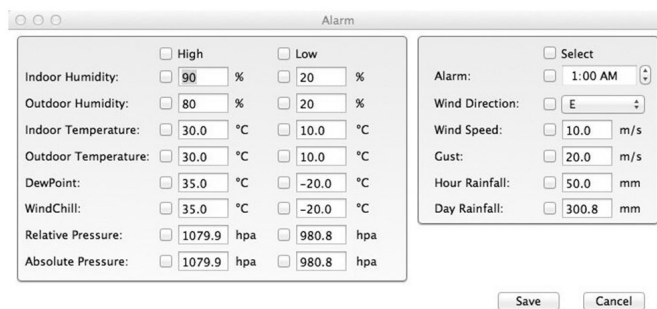 Alarm
High Low
Indoor Humidity: 90 % 20 %
Outdoor Humidity: 80 % 20 %
Indoor Temperature: 30.0 °C 10.0 °C
Outdoor Temperature: 30.0 °C 10.0 °C
DewPoint: 35.0 °C -20.0 °C
WindChill: 35.0 °C -20.0 °C
Relative Pressure: 1079.9 hpa 980.8 hpa
Absolute Pressure: 1079.9 hpa 980.8 hpa
Select
Alarm: 1:00 AM
Wind Direction: E
Wind Speed: 10.0 m/s
Gust: 20.0 m/s
Hour Rainfall: 50.0 mm
Day Rainfall: 300.8 mm
Save Cancel